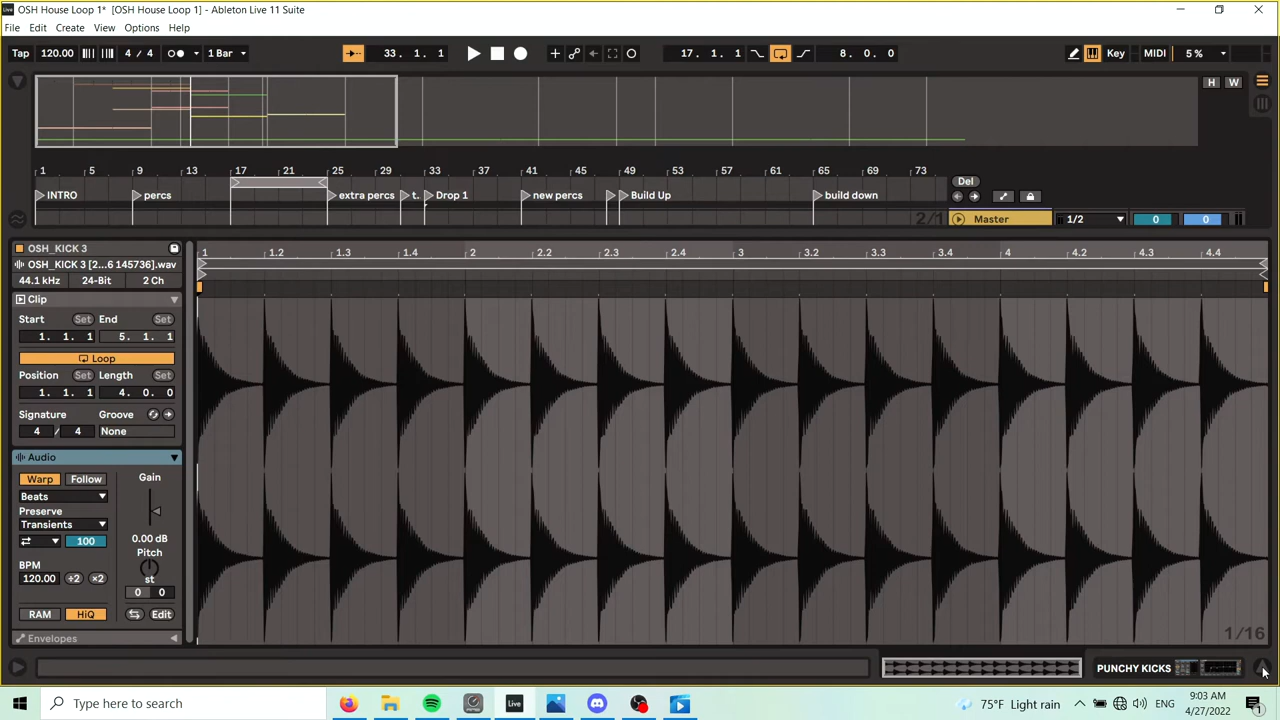 OSH House Loop 1* [OSH House Loop 1] - Ableton Live 11 Suite
File Edit Create View Options Help
Tap 120.00 4 / 4 1 Bar 33. 1. 1 17. 1. 1 8. 0. 0 Key MIDI 5 %
H W
1 5 9 13 17 21 25 29 33 37 41 45 49 53 57 61 65 69 73
Del
INTRO percs extra percs t. Drop 1 new percs Build Up build down
2/1 Master 1/2 0 0
OSH_KICK 3
OSH_KICK 3 [2...6 145736].wav
44.1 kHz 24-Bit 2 Ch
1 1.2 1.3 1.4 2 2.2 2.3 2.4 3 3.2 3.3 3.4 4 4.2 4.3 4.4
Clip
Start Set End Set
1. 1. 1 5. 1. 1
Loop
Position Set Length Set
1. 1. 1 4. 0. 0
Signature Groove
4 / 4 None
Audio
Warp Follow Gain
Beats
Preserve
Transients
100 0.00 dB
Pitch
BPM st
120.00 ÷2 ×2 0 0
RAM HiQ Edit
Envelopes
1/16
PUNCHY KICKS
Live
Type here to search
75°F Light rain ENG
9:03 AM
4/27/2022
1